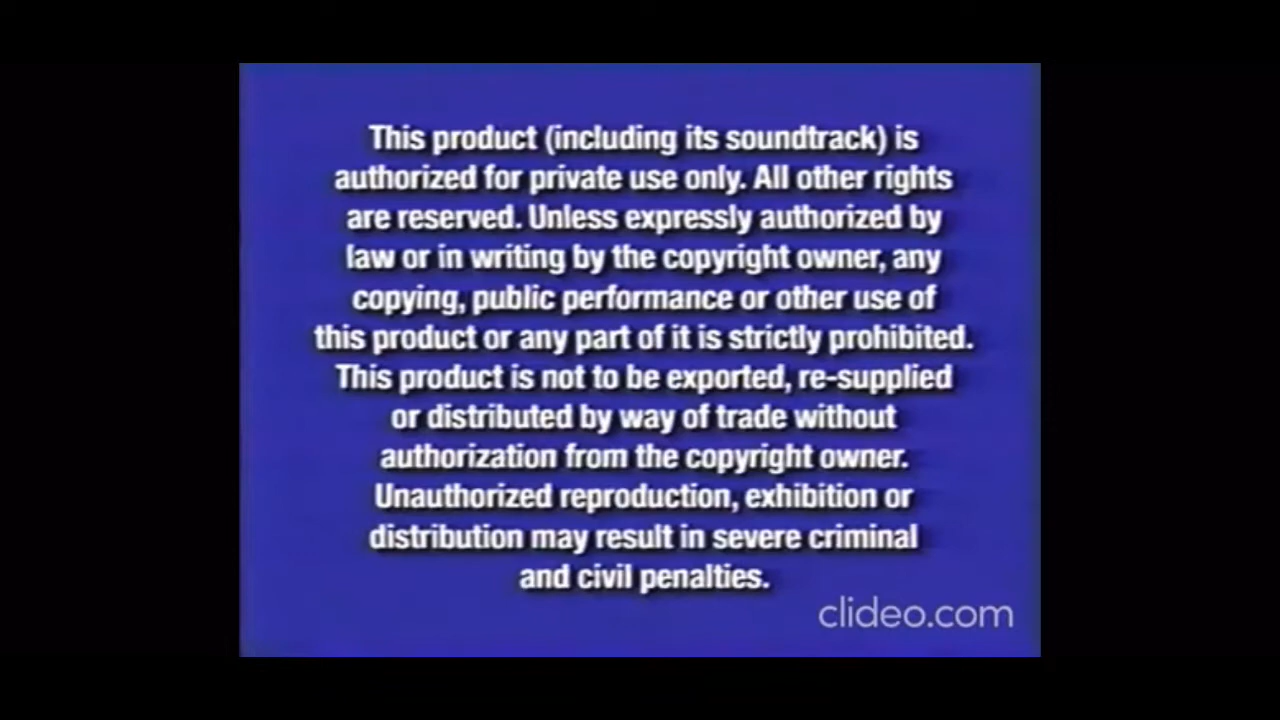 This product (including its soundtrack) is
authorized for private use only. All other rights
are reserved. Unless expressly authorized by
law or in writing by the copyright owner, any
copying, public performance or other use of
this product or any part of it is strictly prohibited.
This product is not to be exported, re-supplied
or distributed by way of trade without
authorization from the copyright owner.
Unauthorized reproduction, exhibition or
distribution may result in severe criminal
and civil penalties.
clideo.com